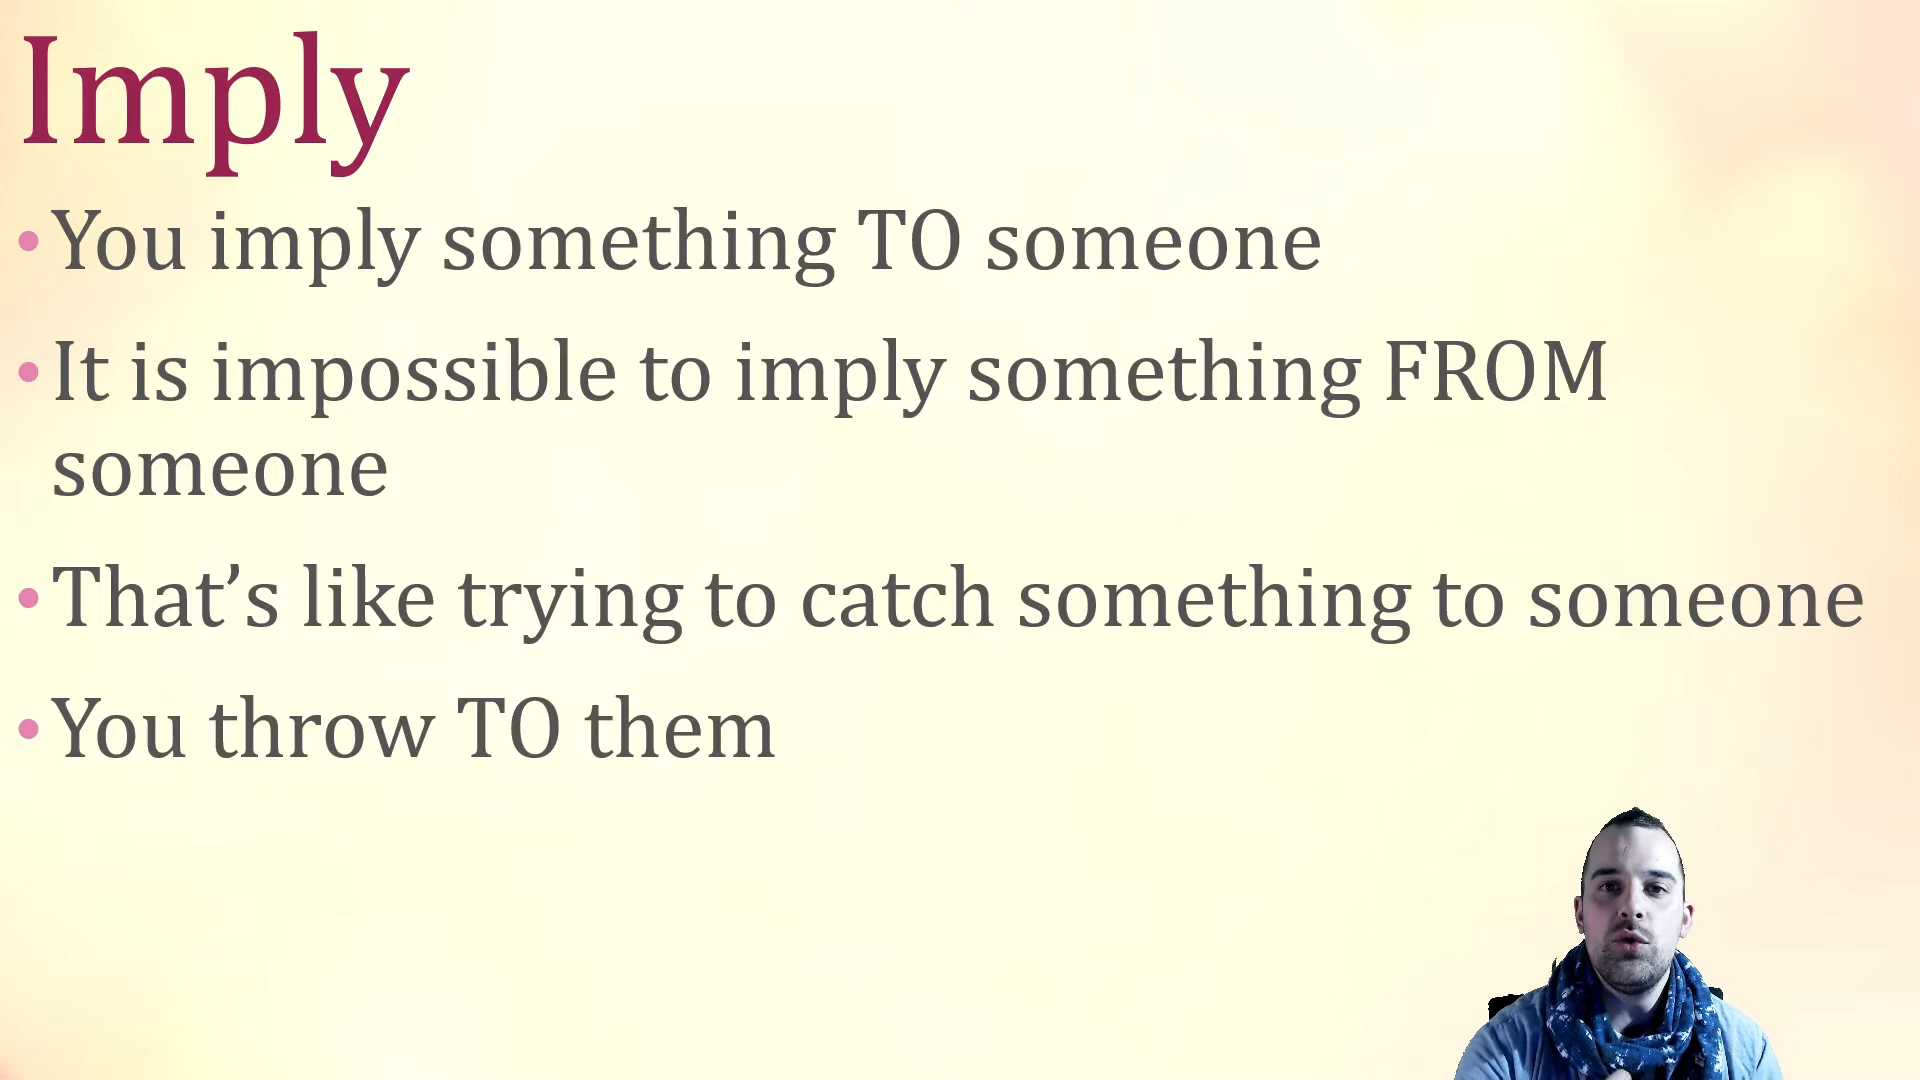 Imply
• You imply something TO someone
• It is impossible to imply something FROM
someone
• That’s like trying to catch something to someone
• You throw TO them